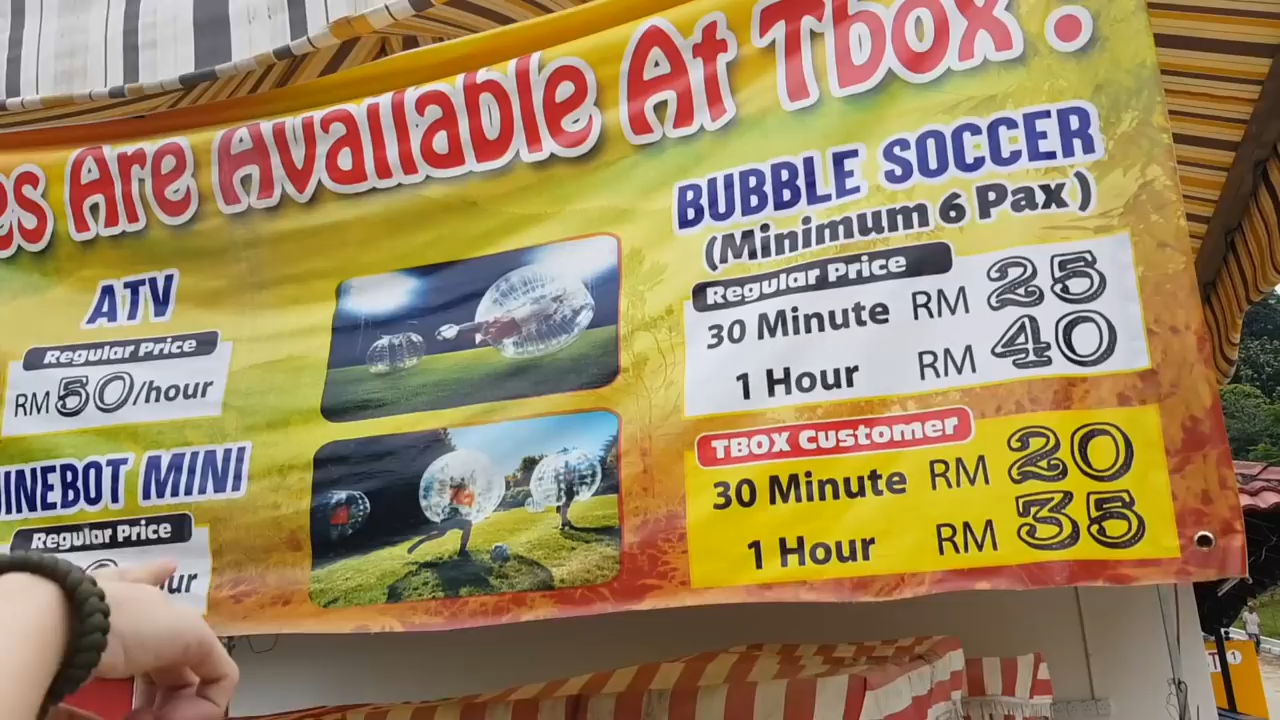 Are Available At Tbox :
ATV
Regular Price
RM 50/hour
MINI
Regular Price
BUBBLE SOCCER
(Minimum 6 Pax)
Regular Price
30 Minute RM 25
1 Hour RM 40
TBOX Customer
30 Minute RM 20
1 Hour RM 35